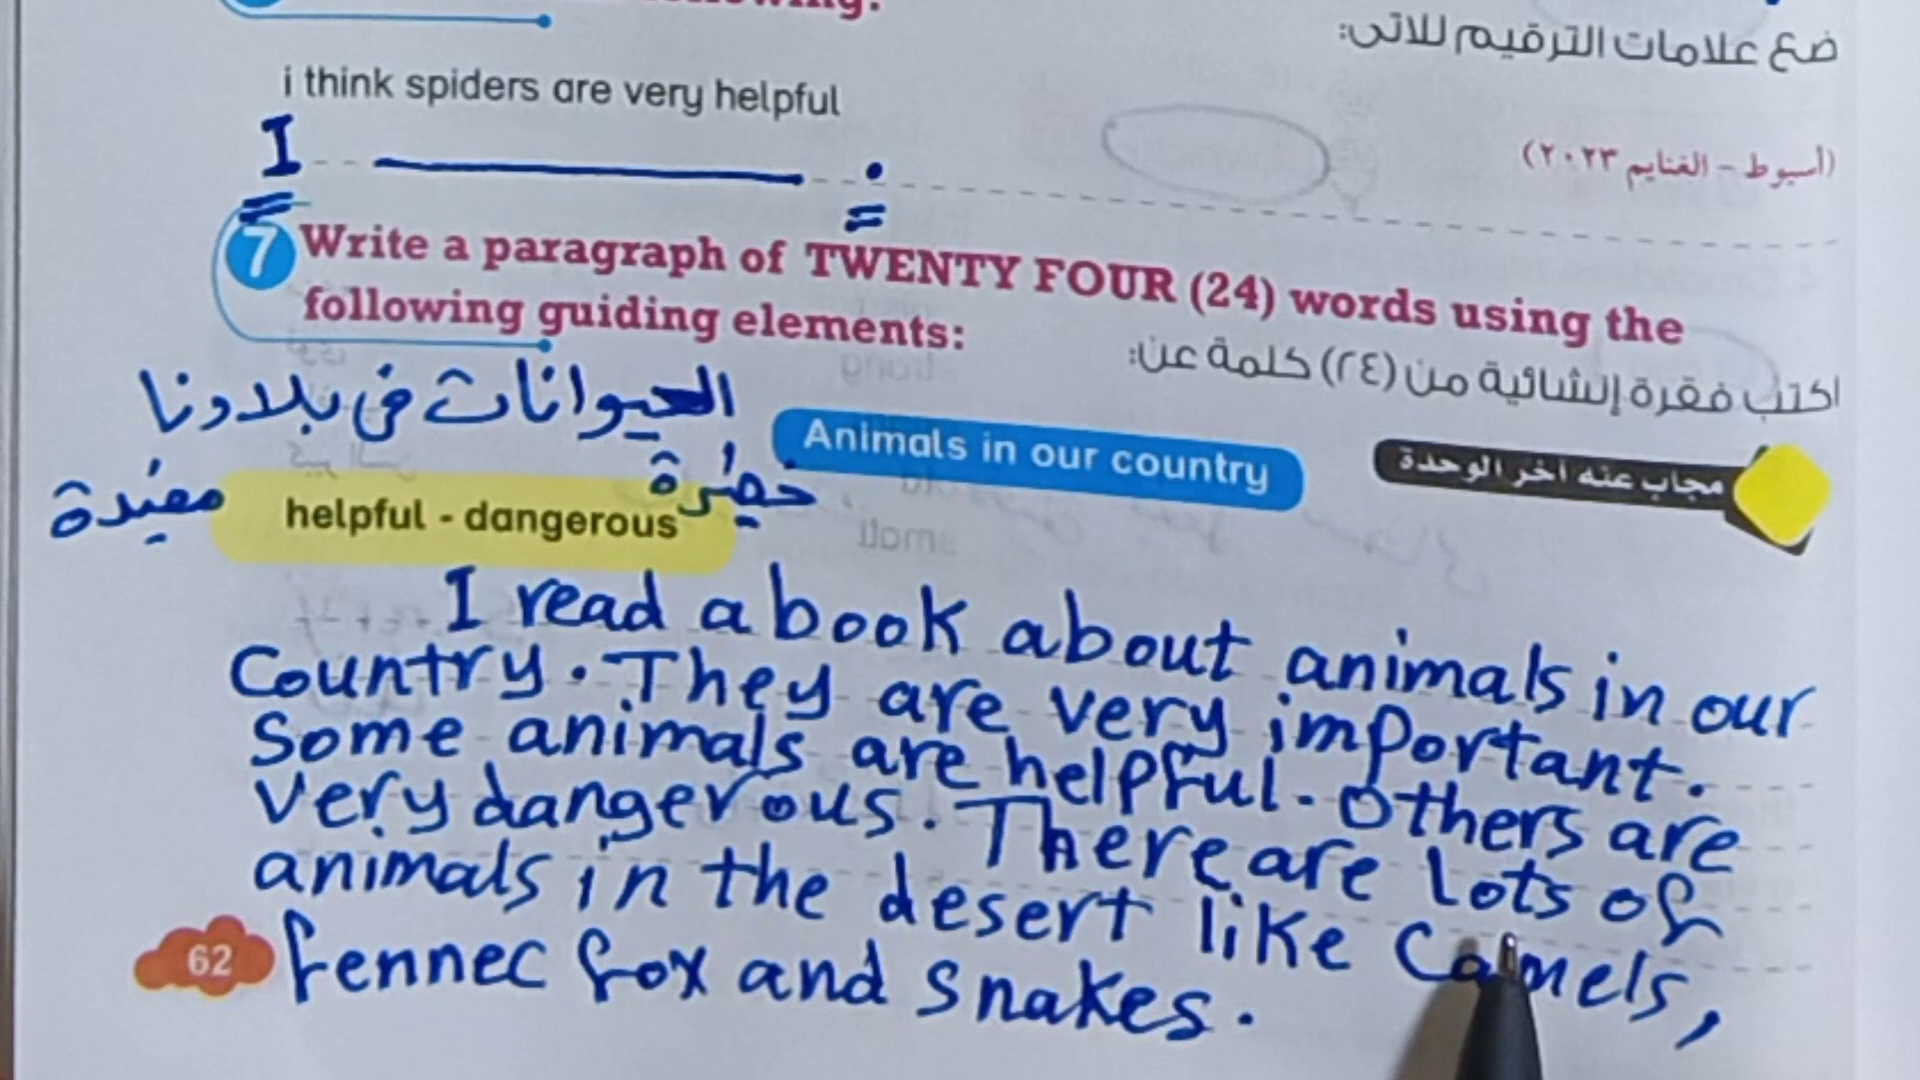 ضع علامات الترقيم للاتى:
i think spiders are very helpful
I .
(أسيوط - الغنايم ٢٠٢٣)
7 Write a paragraph of TWENTY FOUR (24) words using the
following guiding elements:
اكتب فقرة إنشائية من (٢٤) كلمة عن:
الحيوانات فى بلادنا
Animals in our country
مجاب عنه اخر الوحدة
مفيدة
helpful - dangerous
خطرة
I read a book about animals in our
Country. They are very important.
Some animals are helpful. Others are
very dangerous. There are lots of
animals in the desert like Camels,
fennec fox and snakes.
62